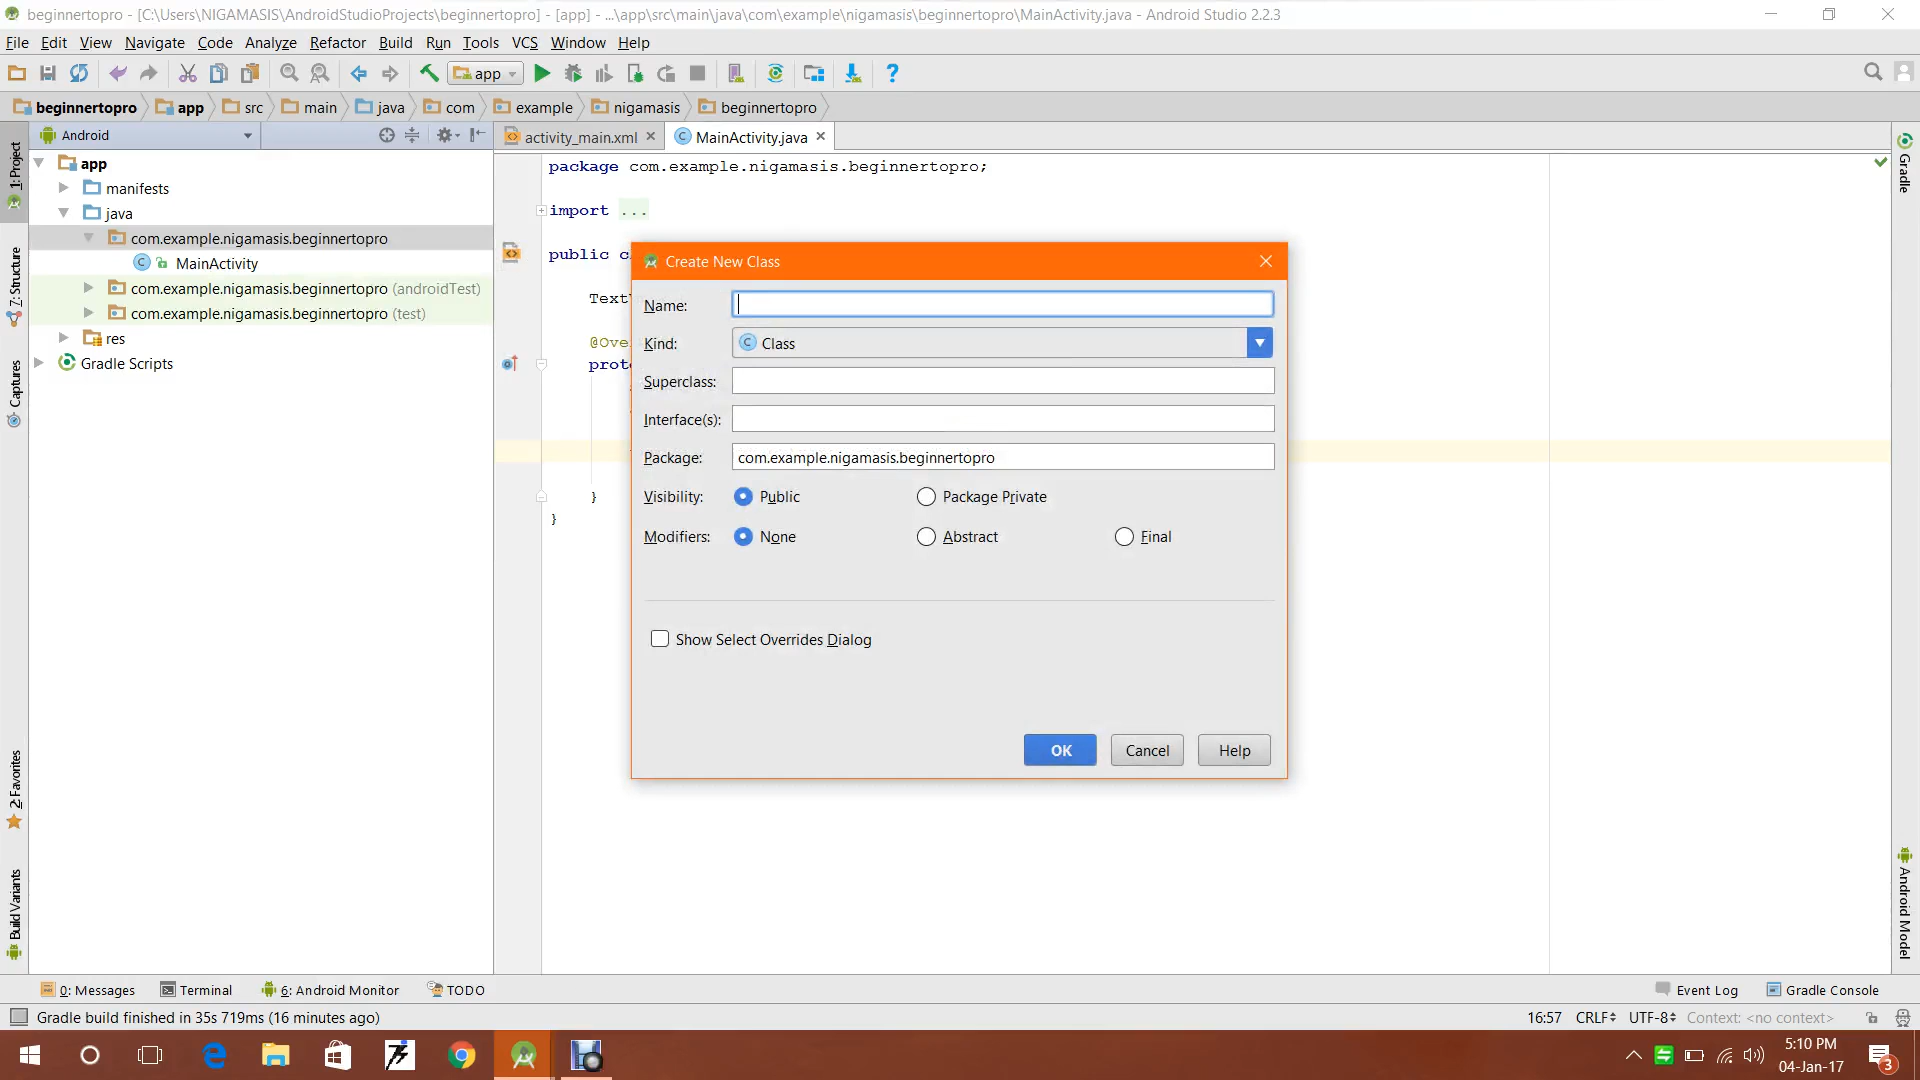 beginnertopro - [C:\Users\NIGAMASIS\AndroidStudioProjects\beginnertopro] - [app] - ...\app\src\main\java\com\example\nigamasis\beginnertopro\MainActivity.java - Android Studio 2.2.3
File Edit View Navigate Code Analyze Refactor Build Run Tools VCS Window Help
app
beginnertopro app src main java com example nigamasis beginnertopro
Android
activity_main.xml MainActivity.java
1: Project
7: Structure
Captures
2: Favorites
Build Variants
app
manifests
java
com.example.nigamasis.beginnertopro
MainActivity
com.example.nigamasis.beginnertopro (androidTest)
com.example.nigamasis.beginnertopro (test)
res
Gradle Scripts
package com.example.nigamasis.beginnertopro;
import ...
public c
Text
@Ove
prot
}
}
Create New Class
Name:
Kind: Class
Superclass:
Interface(s):
Package: com.example.nigamasis.beginnertopro
Visibility: Public Package Private
Modifiers: None Abstract Final
Show Select Overrides Dialog
OK Cancel Help
Gradle
Android Model
0: Messages Terminal 6: Android Monitor TODO Event Log Gradle Console
Gradle build finished in 35s 719ms (16 minutes ago) 16:57 CRLF UTF-8 Context: <no context>
5:10 PM
04-Jan-17
3